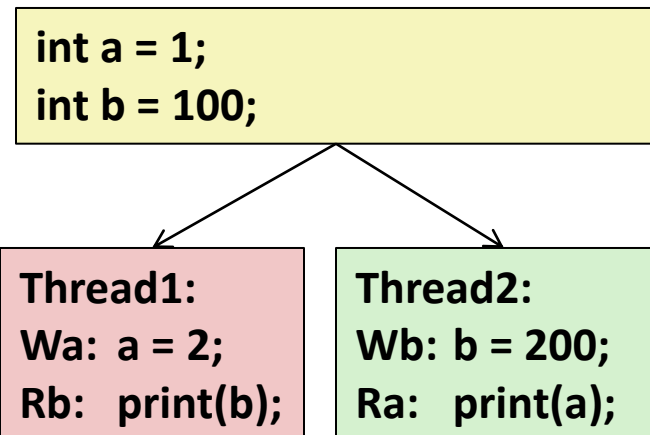 int a = 1;
int b = 100;
Thread1:
Wa: a = 2;
Rb: print(b);
Thread2:
Wb: b = 200;
Ra: print(a);